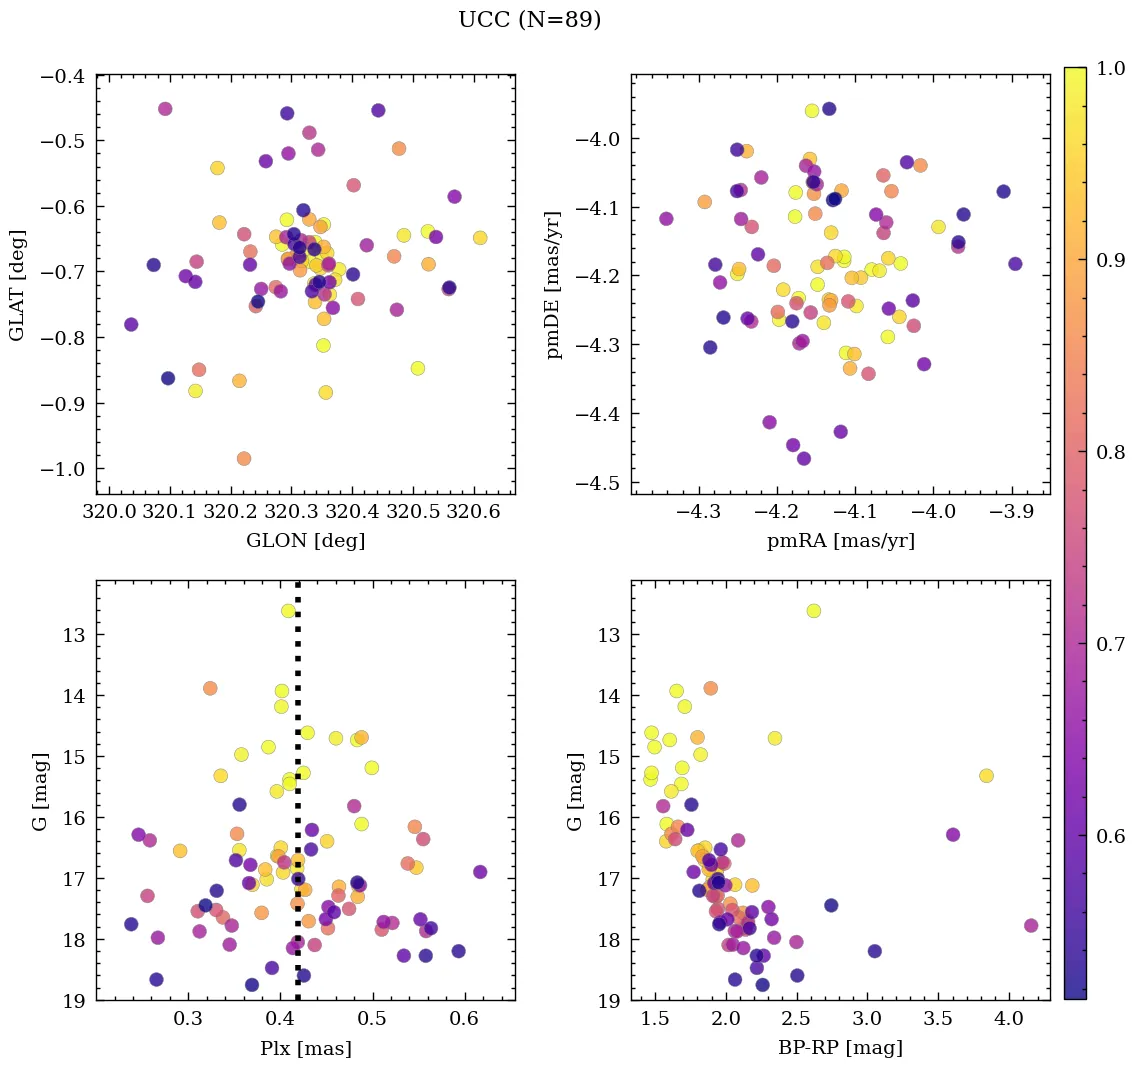 UCC (N=89)
−0.4
−0.5
−0.6
−0.7
−0.8
−0.9
−1.0
GLAT [deg]
320.0 320.1 320.2 320.3 320.4 320.5 320.6
GLON [deg]
−4.0
−4.1
−4.2
−4.3
−4.4
−4.5
pmDE [mas/yr]
−4.3 −4.2 −4.1 −4.0 −3.9
pmRA [mas/yr]
1.0
0.9
0.8
0.7
0.6
13
14
15
16
17
18
19
G [mag]
0.3 0.4 0.5 0.6
Plx [mas]
13
14
15
16
17
18
19
G [mag]
1.5 2.0 2.5 3.0 3.5 4.0
BP-RP [mag]